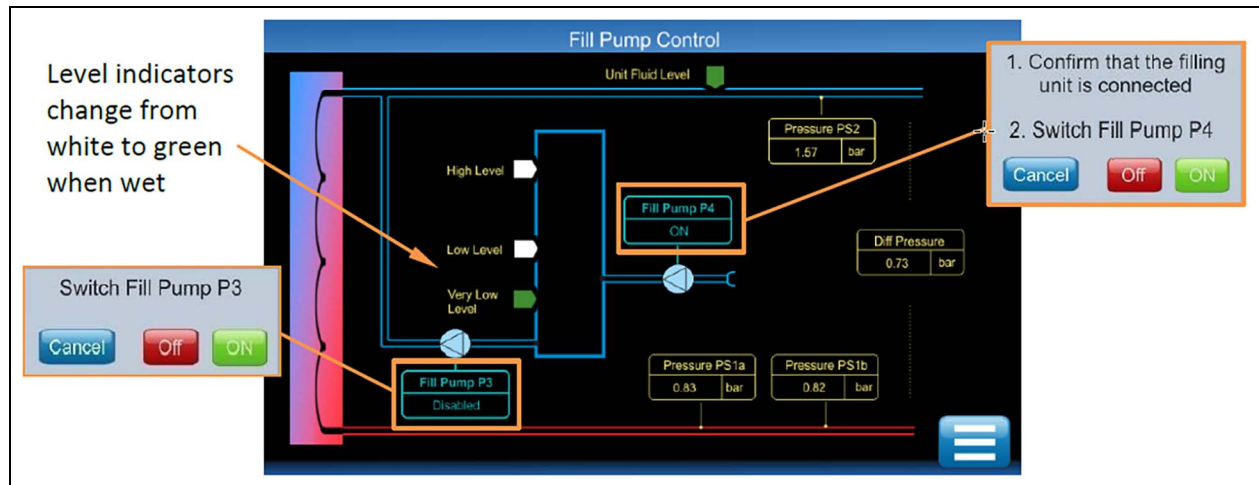 Fill Pump Control
Level indicators
change from
white to green
when wet
Unit Fluid Level
1. Confirm that the filling
unit is connected
2. Switch Fill Pump P4
Cancel
Off
ON
Pressure PS2
1.57 bar
High Level
Fill Pump P4
ON
Low Level
Diff Pressure
0.73 bar
Very Low
Level
Switch Fill Pump P3
Cancel
Off
ON
Fill Pump P3
Disabled
Pressure PS1a
0.83 bar
Pressure PS1b
0.82 bar